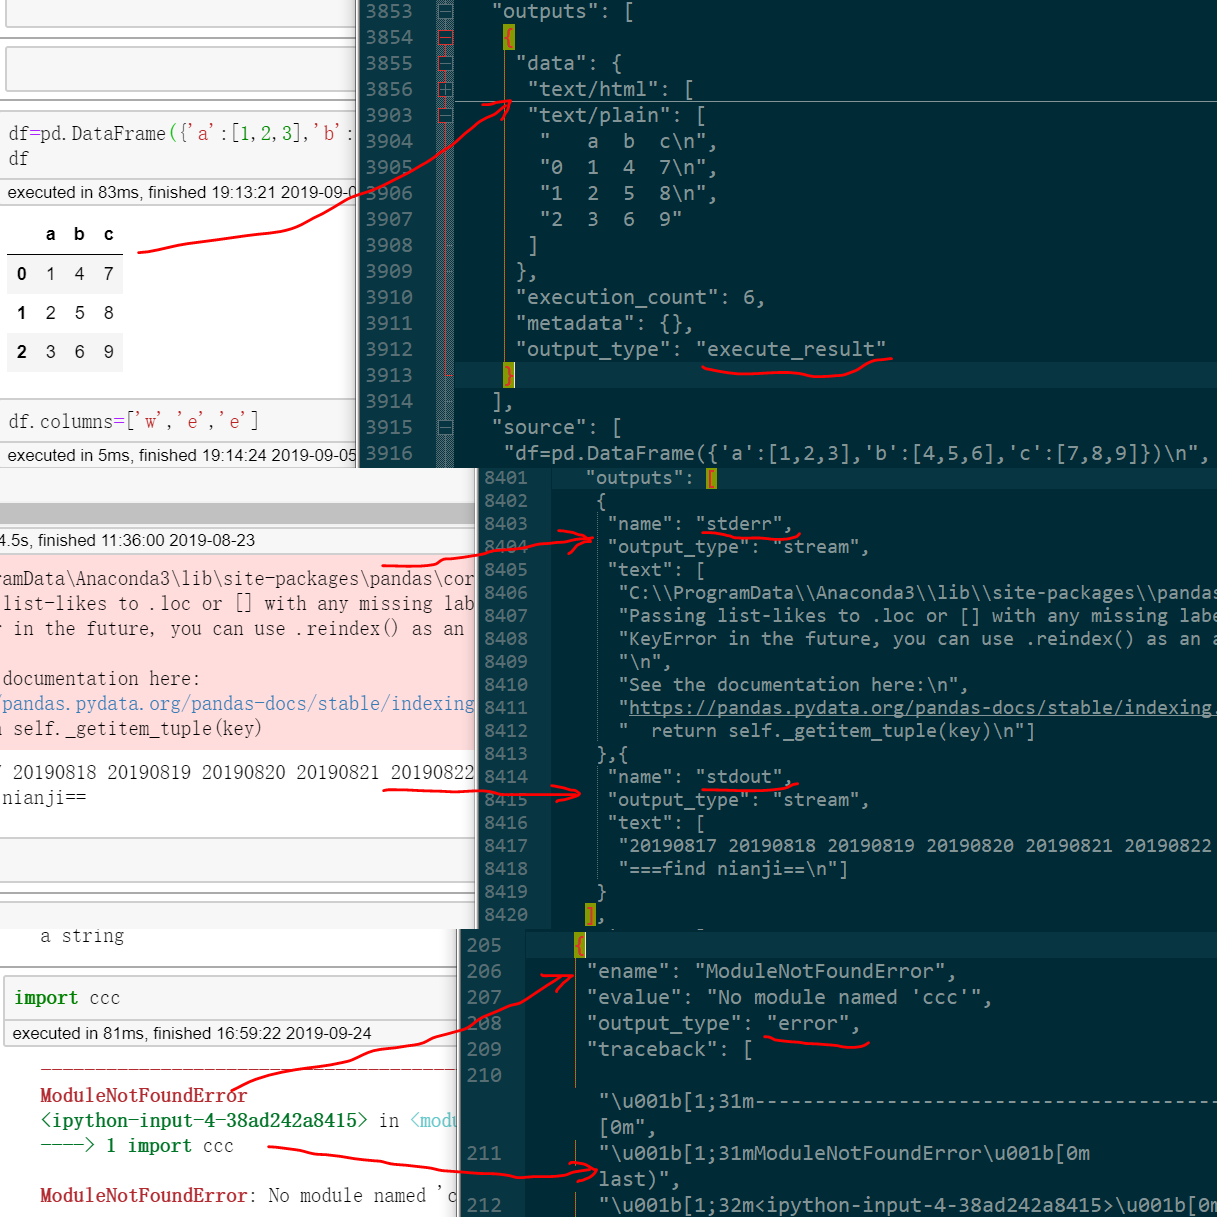 df=pd.DataFrame({'a':[1,2,3],'b':
df
executed in 83ms, finished 19:13:21 2019-09-0
a b c
0 1 4 7
1 2 5 8
2 3 6 9
df.columns=['w','e','e']
executed in 5ms, finished 19:14:24 2019-09-05
3853 "outputs": [
3854 {
3855 "data": {
3856 "text/html": [
3903 "text/plain": [
3904 "   a  b  c\n",
3905 "0  1  4  7\n",
3906 "1  2  5  8\n",
3907 "2  3  6  9"
3908 ]
3909 },
3910 "execution_count": 6,
3911 "metadata": {},
3912 "output_type": "execute_result"
3913 }
3914 ],
3915 "source": [
3916 "df=pd.DataFrame({'a':[1,2,3],'b':[4,5,6],'c':[7,8,9]})\n",
4.5s, finished 11:36:00 2019-08-23
gramData\Anaconda3\lib\site-packages\pandas\cor
list-likes to .loc or [] with any missing lab
r in the future, you can use .reindex() as an
documentation here:
/pandas.pydata.org/pandas-docs/stable/indexing
self._getitem_tuple(key)
20190818 20190819 20190820 20190821 20190822
nianji==
8401 "outputs": [
8402 {
8403 "name": "stderr",
8404 "output_type": "stream",
8405 "text": [
8406 "C:\\ProgramData\\Anaconda3\\lib\\site-packages\\pandas
8407 "Passing list-likes to .loc or [] with any missing labe
8408 "KeyError in the future, you can use .reindex() as an a
8409 "\n",
8410 "See the documentation here:\n",
8411 "https://pandas.pydata.org/pandas-docs/stable/indexing.
8412 "  return self._getitem_tuple(key)\n"]
8413 },{
8414 "name": "stdout",
8415 "output_type": "stream",
8416 "text": [
8417 "20190817 20190818 20190819 20190820 20190821 20190822
8418 "===find nianji==\n"]
8419 }
8420 ],
a string
import ccc
executed in 81ms, finished 16:59:22 2019-09-24
----------------------------------------
ModuleNotFoundError
<ipython-input-4-38ad242a8415> in <modu
----> 1 import ccc
ModuleNotFoundError: No module named 'c
205 {
206 "ename": "ModuleNotFoundError",
207 "evalue": "No module named 'ccc'",
208 "output_type": "error",
209 "traceback": [
210
"\u001b[1;31m---------------------------------------
[0m",
211 "\u001b[1;31mModuleNotFoundError\u001b[0m
last)",
212 "\u001b[1;32m<ipython-input-4-38ad242a8415>\u001b[0m